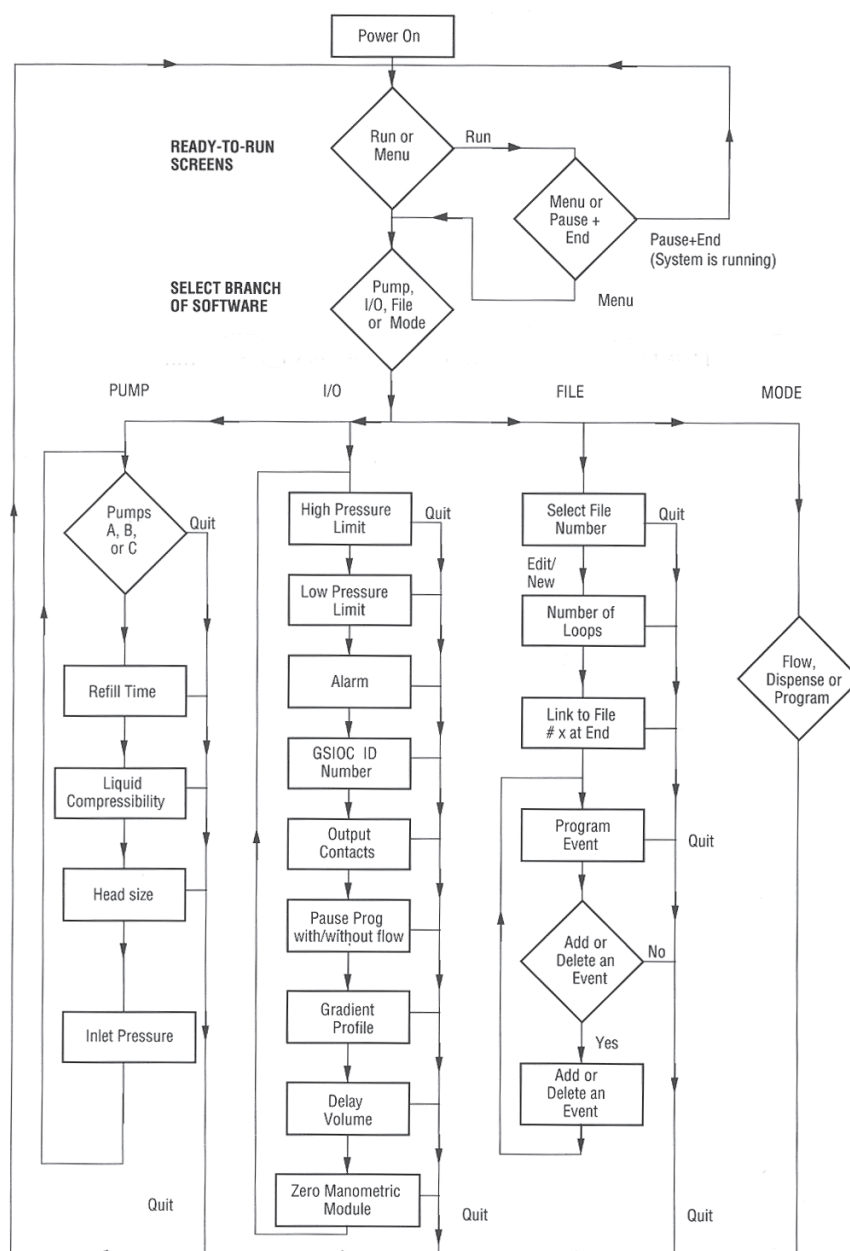 Power On
READY-TO-RUN
SCREENS
Run or
Menu
Run
Menu or
Pause +
End
Pause+End
(System is running)
Menu
SELECT BRANCH
OF SOFTWARE
Pump,
I/O, File
or Mode
PUMP
I/O
FILE
MODE
Pumps
A, B,
or C
Quit
Refill Time
Liquid
Compressibility
Head size
Inlet Pressure
Quit
High Pressure
Limit
Quit
Low Pressure
Limit
Alarm
GSIOC ID
Number
Output
Contacts
Pause Prog
with/without flow
Gradient
Profile
Delay
Volume
Zero Manometric
Module
Quit
Select File
Number
Quit
Edit/
New
Number of
Loops
Link to File
# x at End
Program
Event
Quit
Add or
Delete an
Event
No
Yes
Add or
Delete an
Event
Quit
Flow,
Dispense or
Program